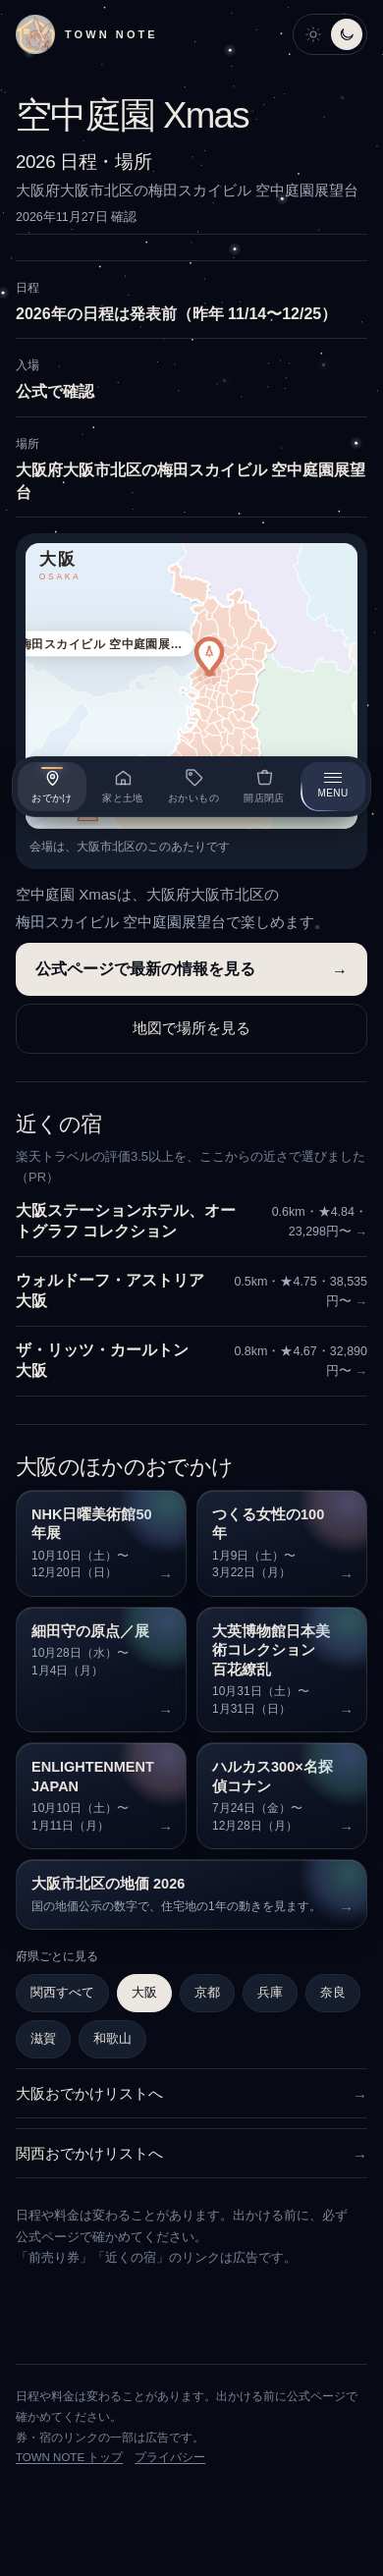 TOWN NOTE
空中庭園 Xmas
2026 日程・場所
大阪府大阪市北区の梅田スカイビル 空中庭園展望台
2026年11月27日 確認
日程
2026年の日程は発表前（昨年 11/14〜12/25）
入場
公式で確認
場所
大阪府大阪市北区の梅田スカイビル 空中庭園展望
台
大阪
OSAKA
梅田スカイビル 空中庭園展…
おでかけ
家と土地
おかいもの
開店閉店
MENU
会場は、大阪市北区のこのあたりです
空中庭園 Xmasは、大阪府大阪市北区の
梅田スカイビル 空中庭園展望台で楽しめます。
公式ページで最新の情報を見る →
地図で場所を見る
近くの宿
楽天トラベルの評価3.5以上を、ここからの近さで選びました
（PR）
大阪ステーションホテル、オー
トグラフ コレクション
0.6km・★4.84・
23,298円〜 →
ウォルドーフ・アストリア
大阪
0.5km・★4.75・38,535
円〜 →
ザ・リッツ・カールトン
大阪
0.8km・★4.67・32,890
円〜 →
大阪のほかのおでかけ
NHK日曜美術館50
年展
10月10日（土）〜
12月20日（日） →
つくる女性の100
年
1月9日（土）〜
3月22日（月） →
細田守の原点／展
10月28日（水）〜
1月4日（月）
→
大英博物館日本美
術コレクション
百花繚乱
10月31日（土）〜
1月31日（日） →
ENLIGHTENMENT
JAPAN
10月10日（土）〜
1月11日（月） →
ハルカス300×名探
偵コナン
7月24日（金）〜
12月28日（月） →
大阪市北区の地価 2026
国の地価公示の数字で、住宅地の1年の動きを見ます。 →
府県ごとに見る
関西すべて
大阪
京都
兵庫
奈良
滋賀
和歌山
大阪おでかけリストへ →
関西おでかけリストへ →
日程や料金は変わることがあります。出かける前に、必ず
公式ページで確かめてください。
「前売り券」「近くの宿」のリンクは広告です。
日程や料金は変わることがあります。出かける前に公式ページで
確かめてください。
券・宿のリンクの一部は広告です。
TOWN NOTE トップ プライバシー